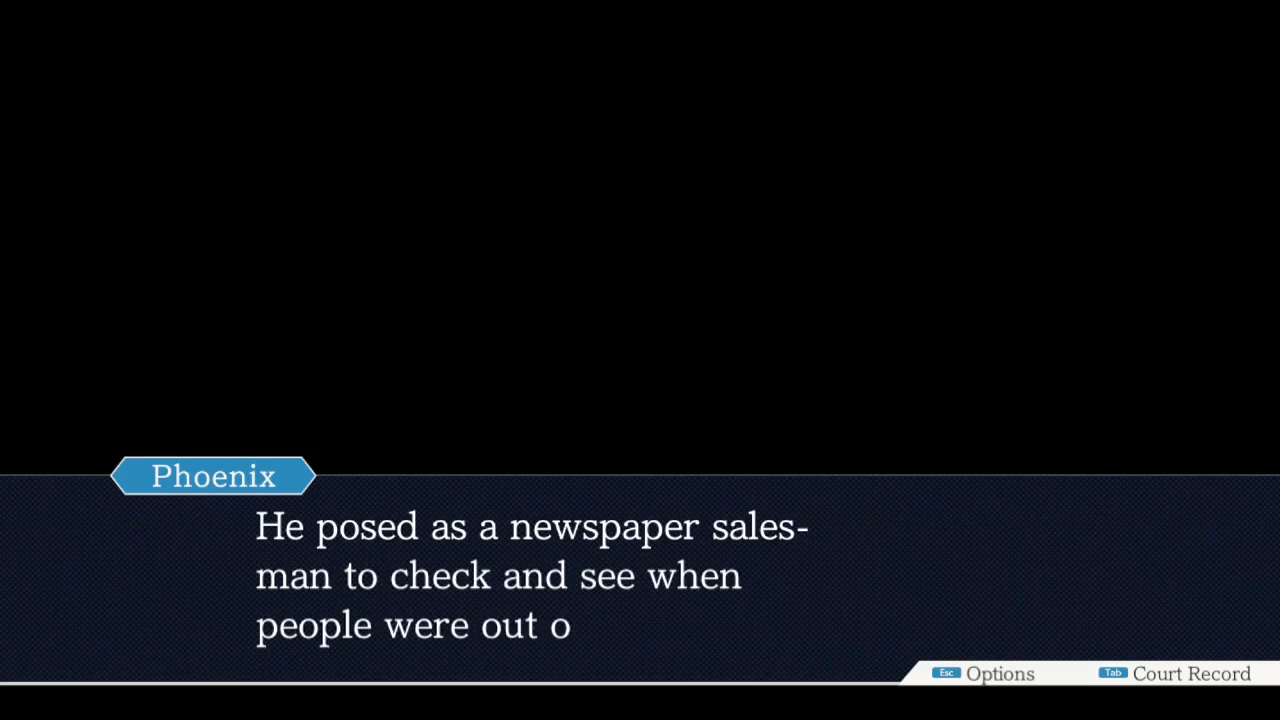 Phoenix
He posed as a newspaper sales-
man to check and see when
people were out o
Esc Options Tab Court Record